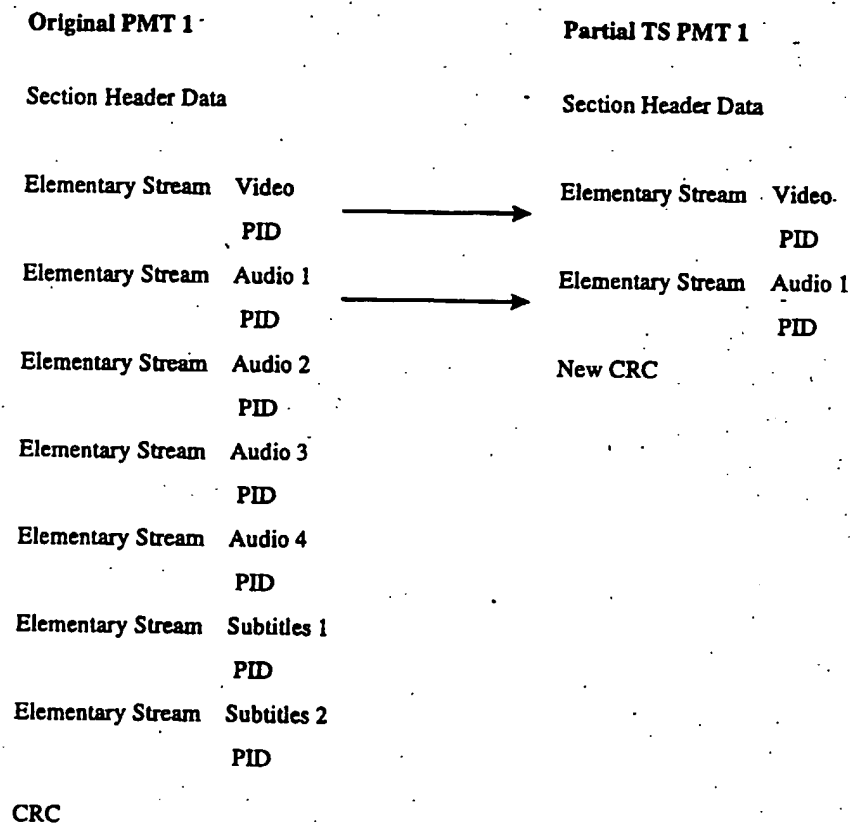 Original PMT 1
Section Header Data
Elementary Stream Video
PID
Elementary Stream Audio 1
PID
Elementary Stream Audio 2
PID
Elementary Stream Audio 3
PID
Elementary Stream Audio 4
PID
Elementary Stream Subtitles 1
PID
Elementary Stream Subtitles 2
PID
CRC
Partial TS PMT 1
Section Header Data
Elementary Stream Video
PID
Elementary Stream Audio 1
PID
New CRC